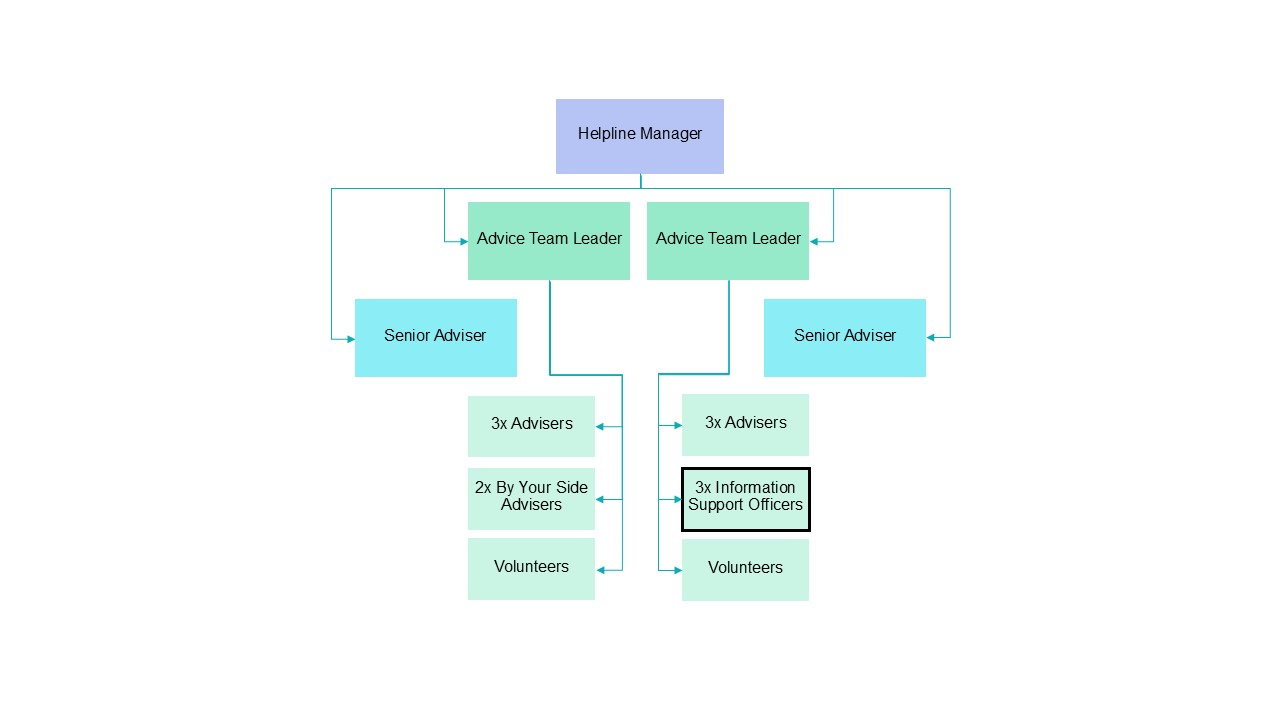 Helpline Manager
Advice Team Leader
Advice Team Leader
Senior Adviser
Senior Adviser
3x Advisers
2x By Your Side
Advisers
Volunteers
3x Advisers
3x Information
Support Officers
Volunteers